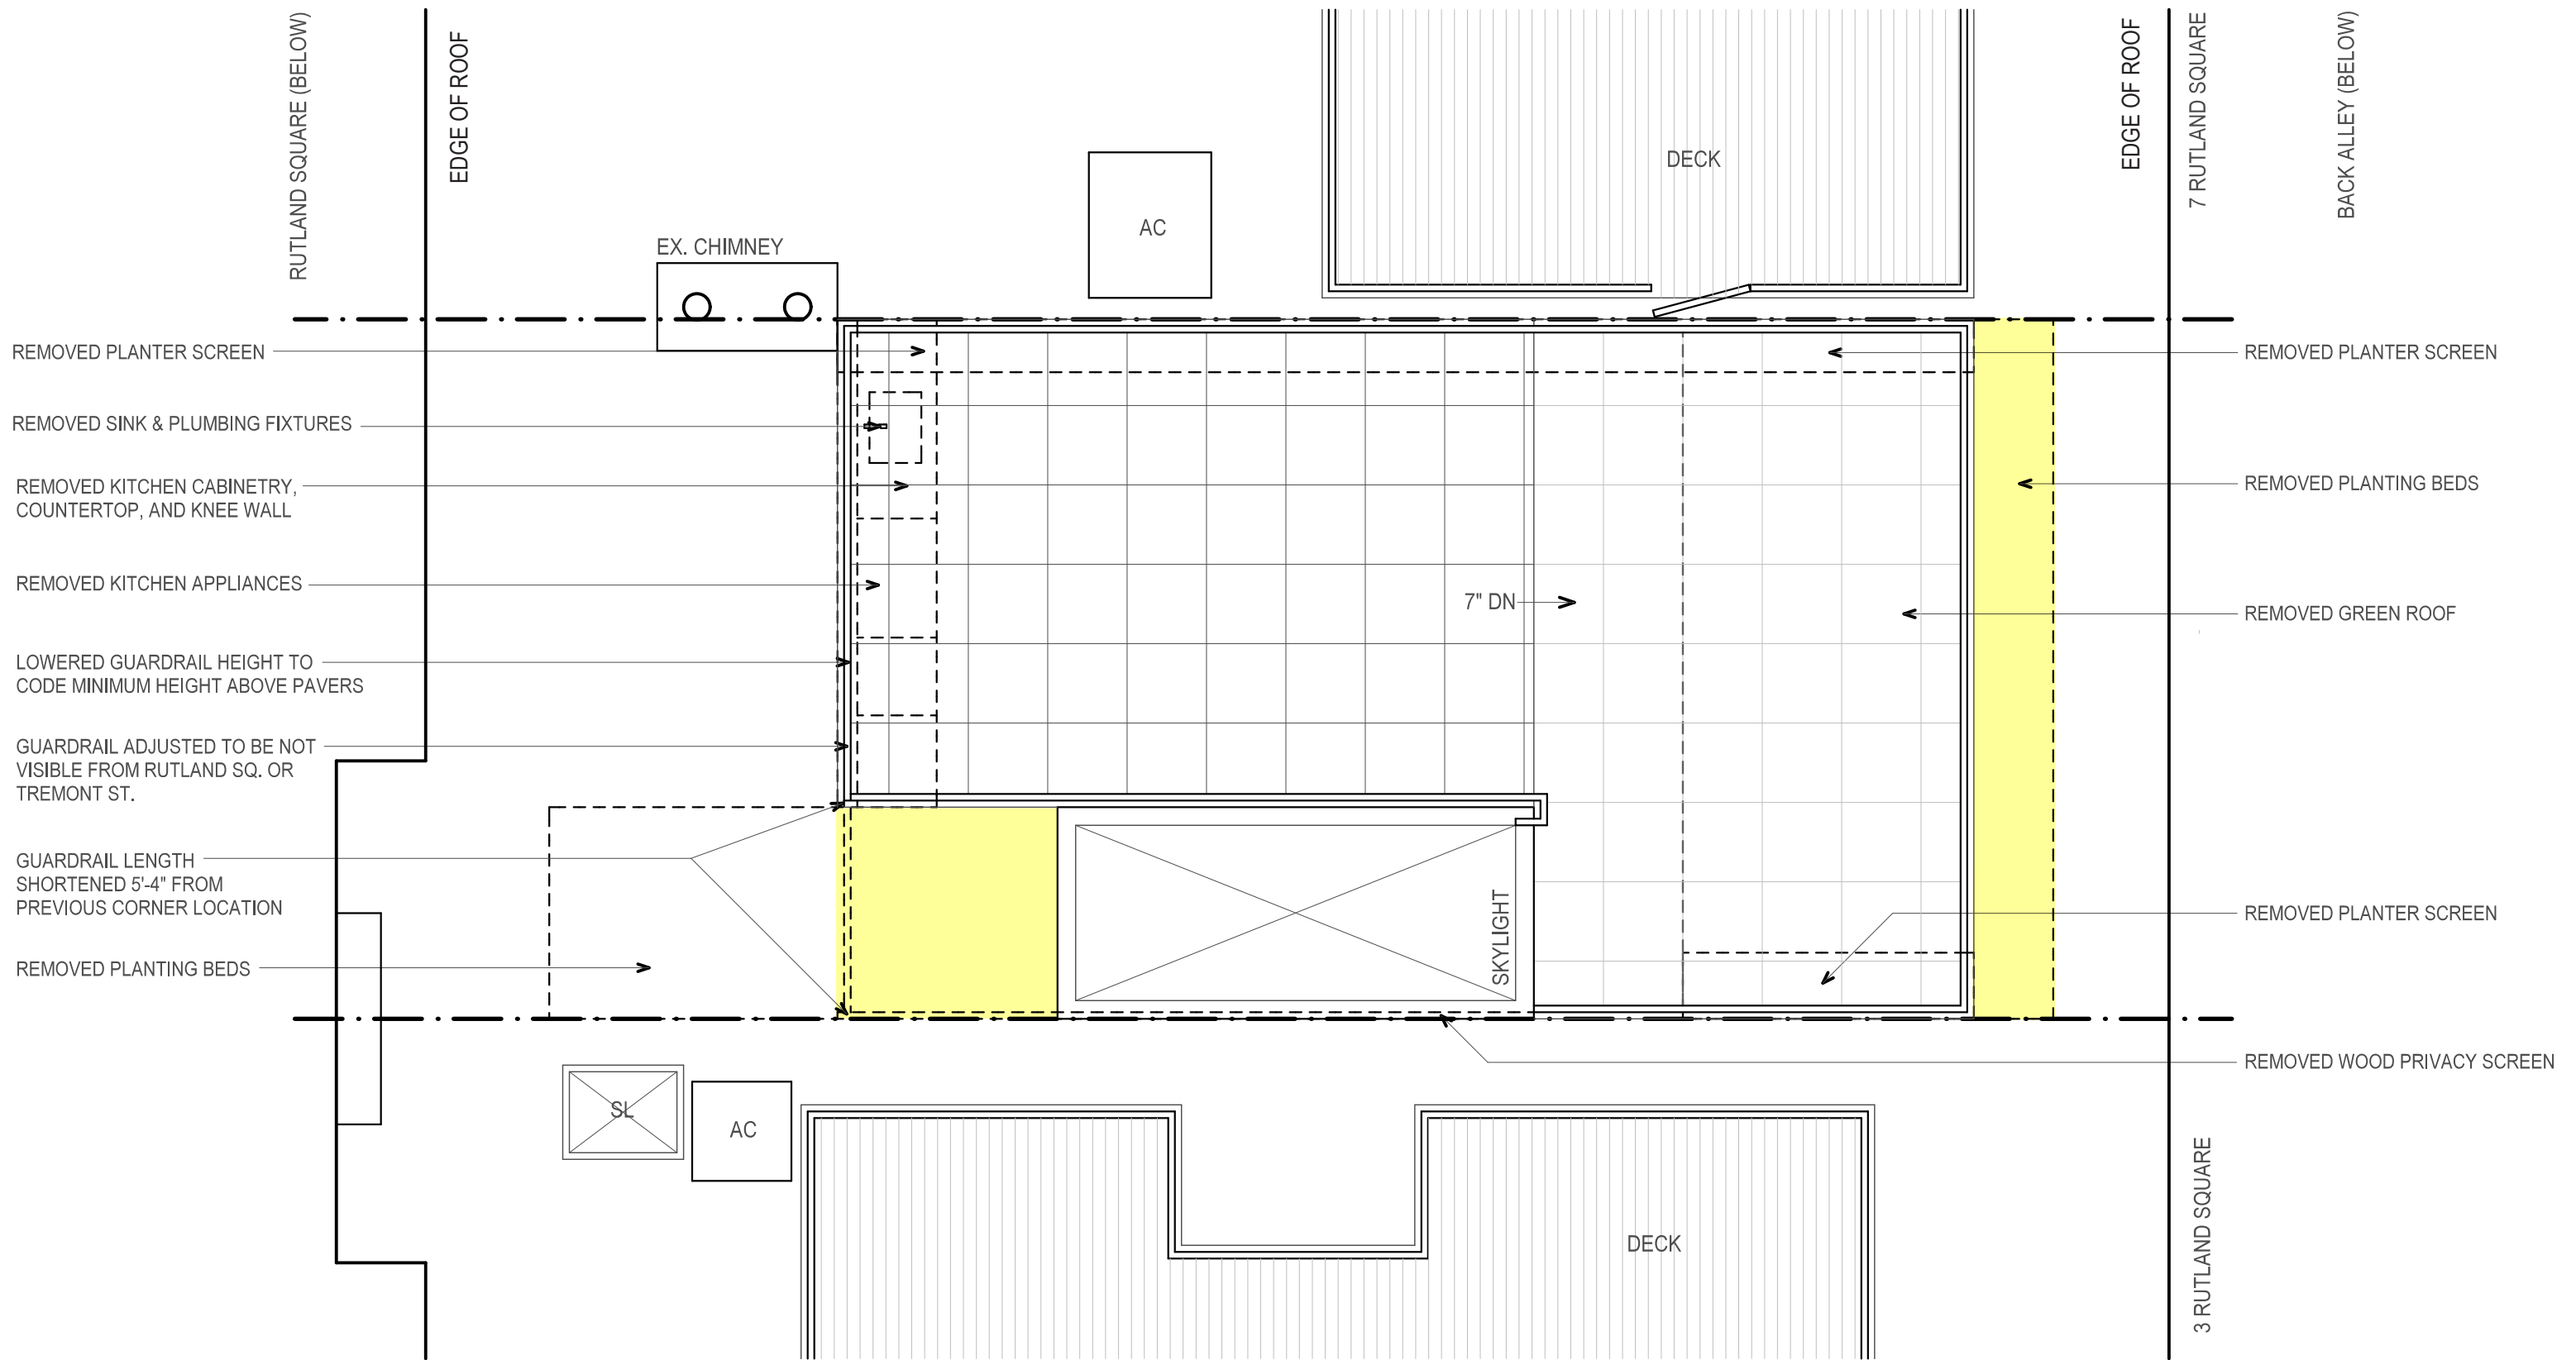 RUTLAND SQUARE (BELOW)
EDGE OF ROOF
EDGE OF ROOF
7 RUTLAND SQUARE
BACK ALLEY (BELOW)
DECK
AC
EX. CHIMNEY
REMOVED PLANTER SCREEN
REMOVED SINK & PLUMBING FIXTURES
REMOVED KITCHEN CABINETRY,
COUNTERTOP, AND KNEE WALL
REMOVED KITCHEN APPLIANCES
LOWERED GUARDRAIL HEIGHT TO
CODE MINIMUM HEIGHT ABOVE PAVERS
GUARDRAIL ADJUSTED TO BE NOT
VISIBLE FROM RUTLAND SQ. OR
TREMONT ST.
GUARDRAIL LENGTH
SHORTENED 5'-4" FROM
PREVIOUS CORNER LOCATION
REMOVED PLANTING BEDS
7" DN
SKYLIGHT
REMOVED PLANTER SCREEN
REMOVED PLANTING BEDS
REMOVED GREEN ROOF
REMOVED PLANTER SCREEN
REMOVED WOOD PRIVACY SCREEN
SL
AC
DECK
3 RUTLAND SQUARE